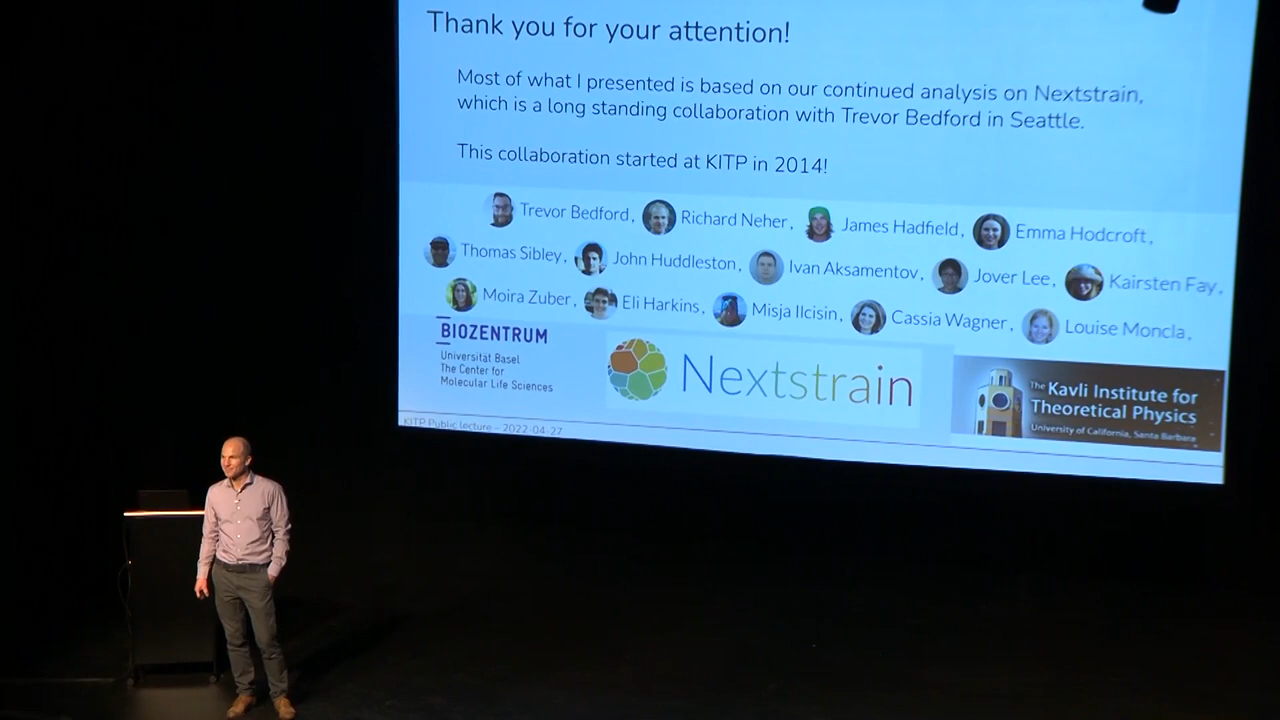 Thank you for your attention!
Most of what I presented is based on our continued analysis on Nextstrain,
which is a long standing collaboration with Trevor Bedford in Seattle.
This collaboration started at KITP in 2014!
Trevor Bedford, Richard Neher, James Hadfield, Emma Hodcroft,
Thomas Sibley, John Huddleston, Ivan Aksamentov, Jover Lee, Kairsten Fay,
Moira Zuber, Eli Harkins, Misja Ilcisin, Cassia Wagner, Louise Moncla,
BIOZENTRUM
Universität Basel
The Center for
Molecular Life Sciences
Nextstrain
The Kavli Institute for
Theoretical Physics
University of California, Santa Barbara
KITP Public lecture – 2022-04-27